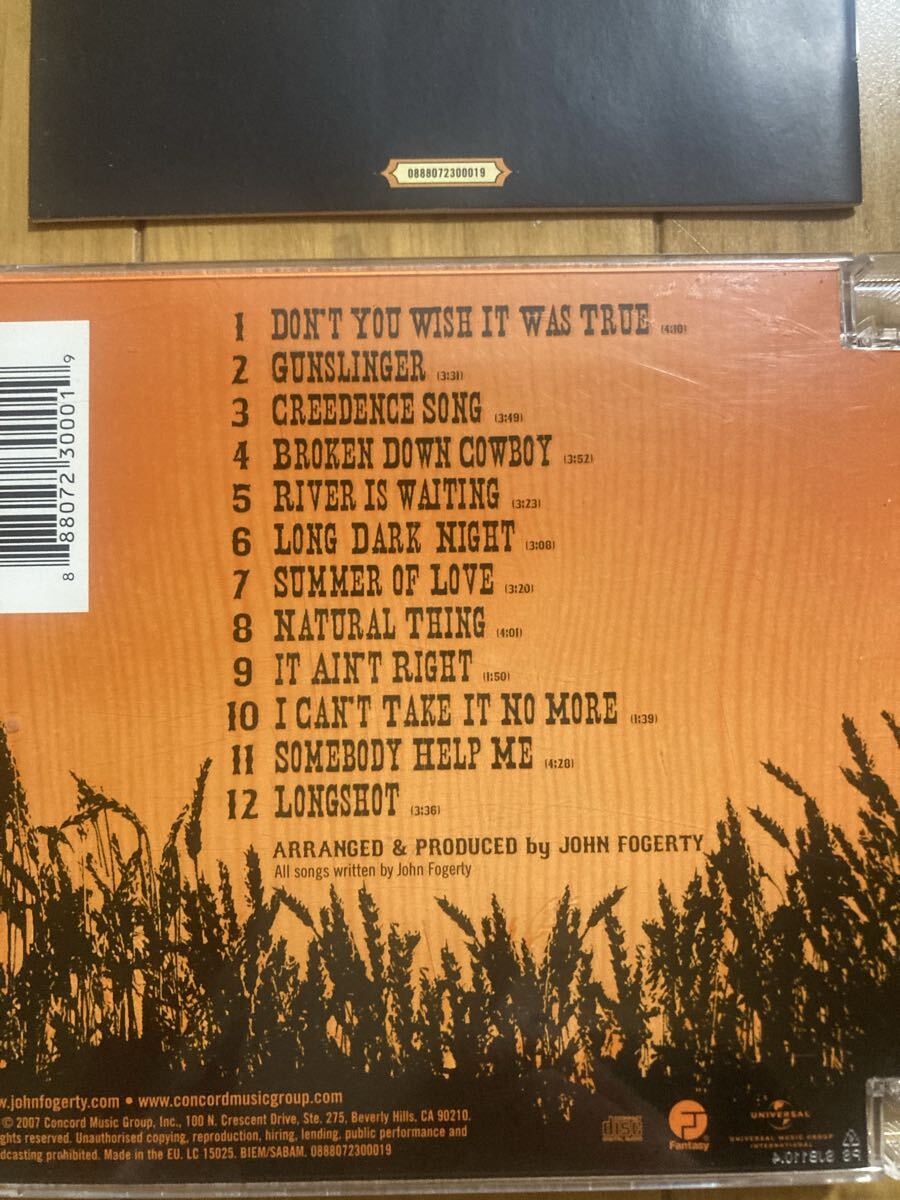 0888072300019
1 DON'T YOU WISH IT WAS TRUE (4:10)
2 GUNSLINGER (3:31)
3 CREEDENCE SONG (3:49)
4 BROKEN DOWN COWBOY (3:52)
5 RIVER IS WAITING (3:23)
6 LONG DARK NIGHT (3:08)
7 SUMMER OF LOVE (3:20)
8 NATURAL THING (4:01)
9 IT AIN'T RIGHT (1:50)
10 I CAN'T TAKE IT NO MORE (1:39)
11 SOMEBODY HELP ME (4:28)
12 LONGSHOT (3:36)
ARRANGED & PRODUCED by JOHN FOGERTY
All songs written by John Fogerty
8 88072 30001 9
w.johnfogerty.com • www.concordmusicgroup.com
© 2007 Concord Music Group, Inc., 100 N. Crescent Drive, Ste. 275, Beverly Hills, CA 90210.
ights reserved. Unauthorised copying, reproduction, hiring, lending, public performance and
dcasting prohibited. Made in the EU. LC 15025. BIEM/SABAM. 0888072300019
COMPACT disc DIGITAL AUDIO
Fantasy
UNIVERSAL
UNIVERSAL MUSIC GROUP
INTERNATIONAL